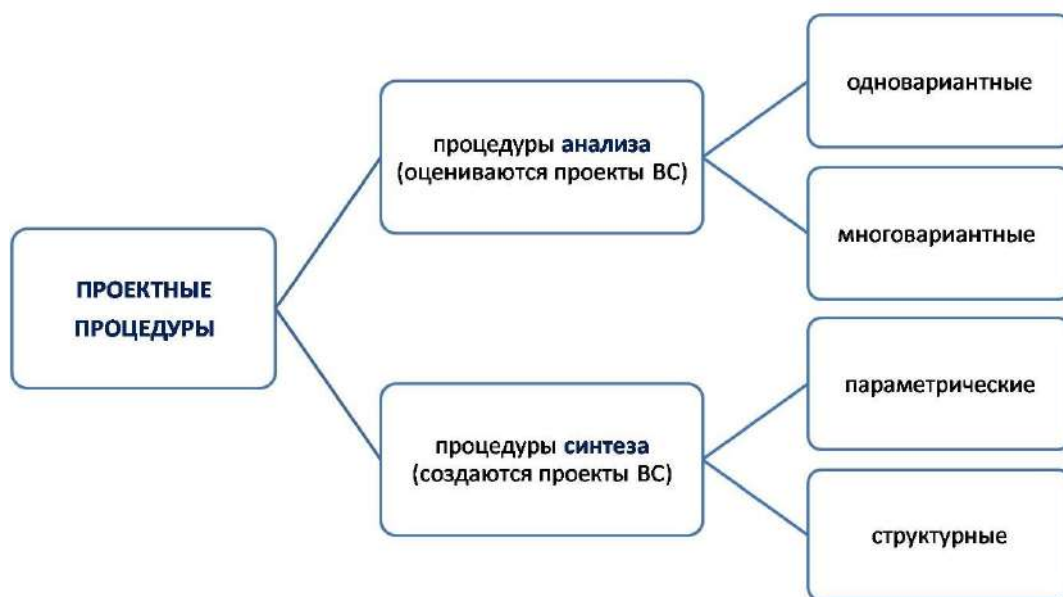 ПРОЕКТНЫЕ
ПРОЦЕДУРЫ
процедуры анализа
(оцениваются проекты ВС)
одновариантные
многовариантные
процедуры синтеза
(создаются проекты ВС)
параметрические
структурные